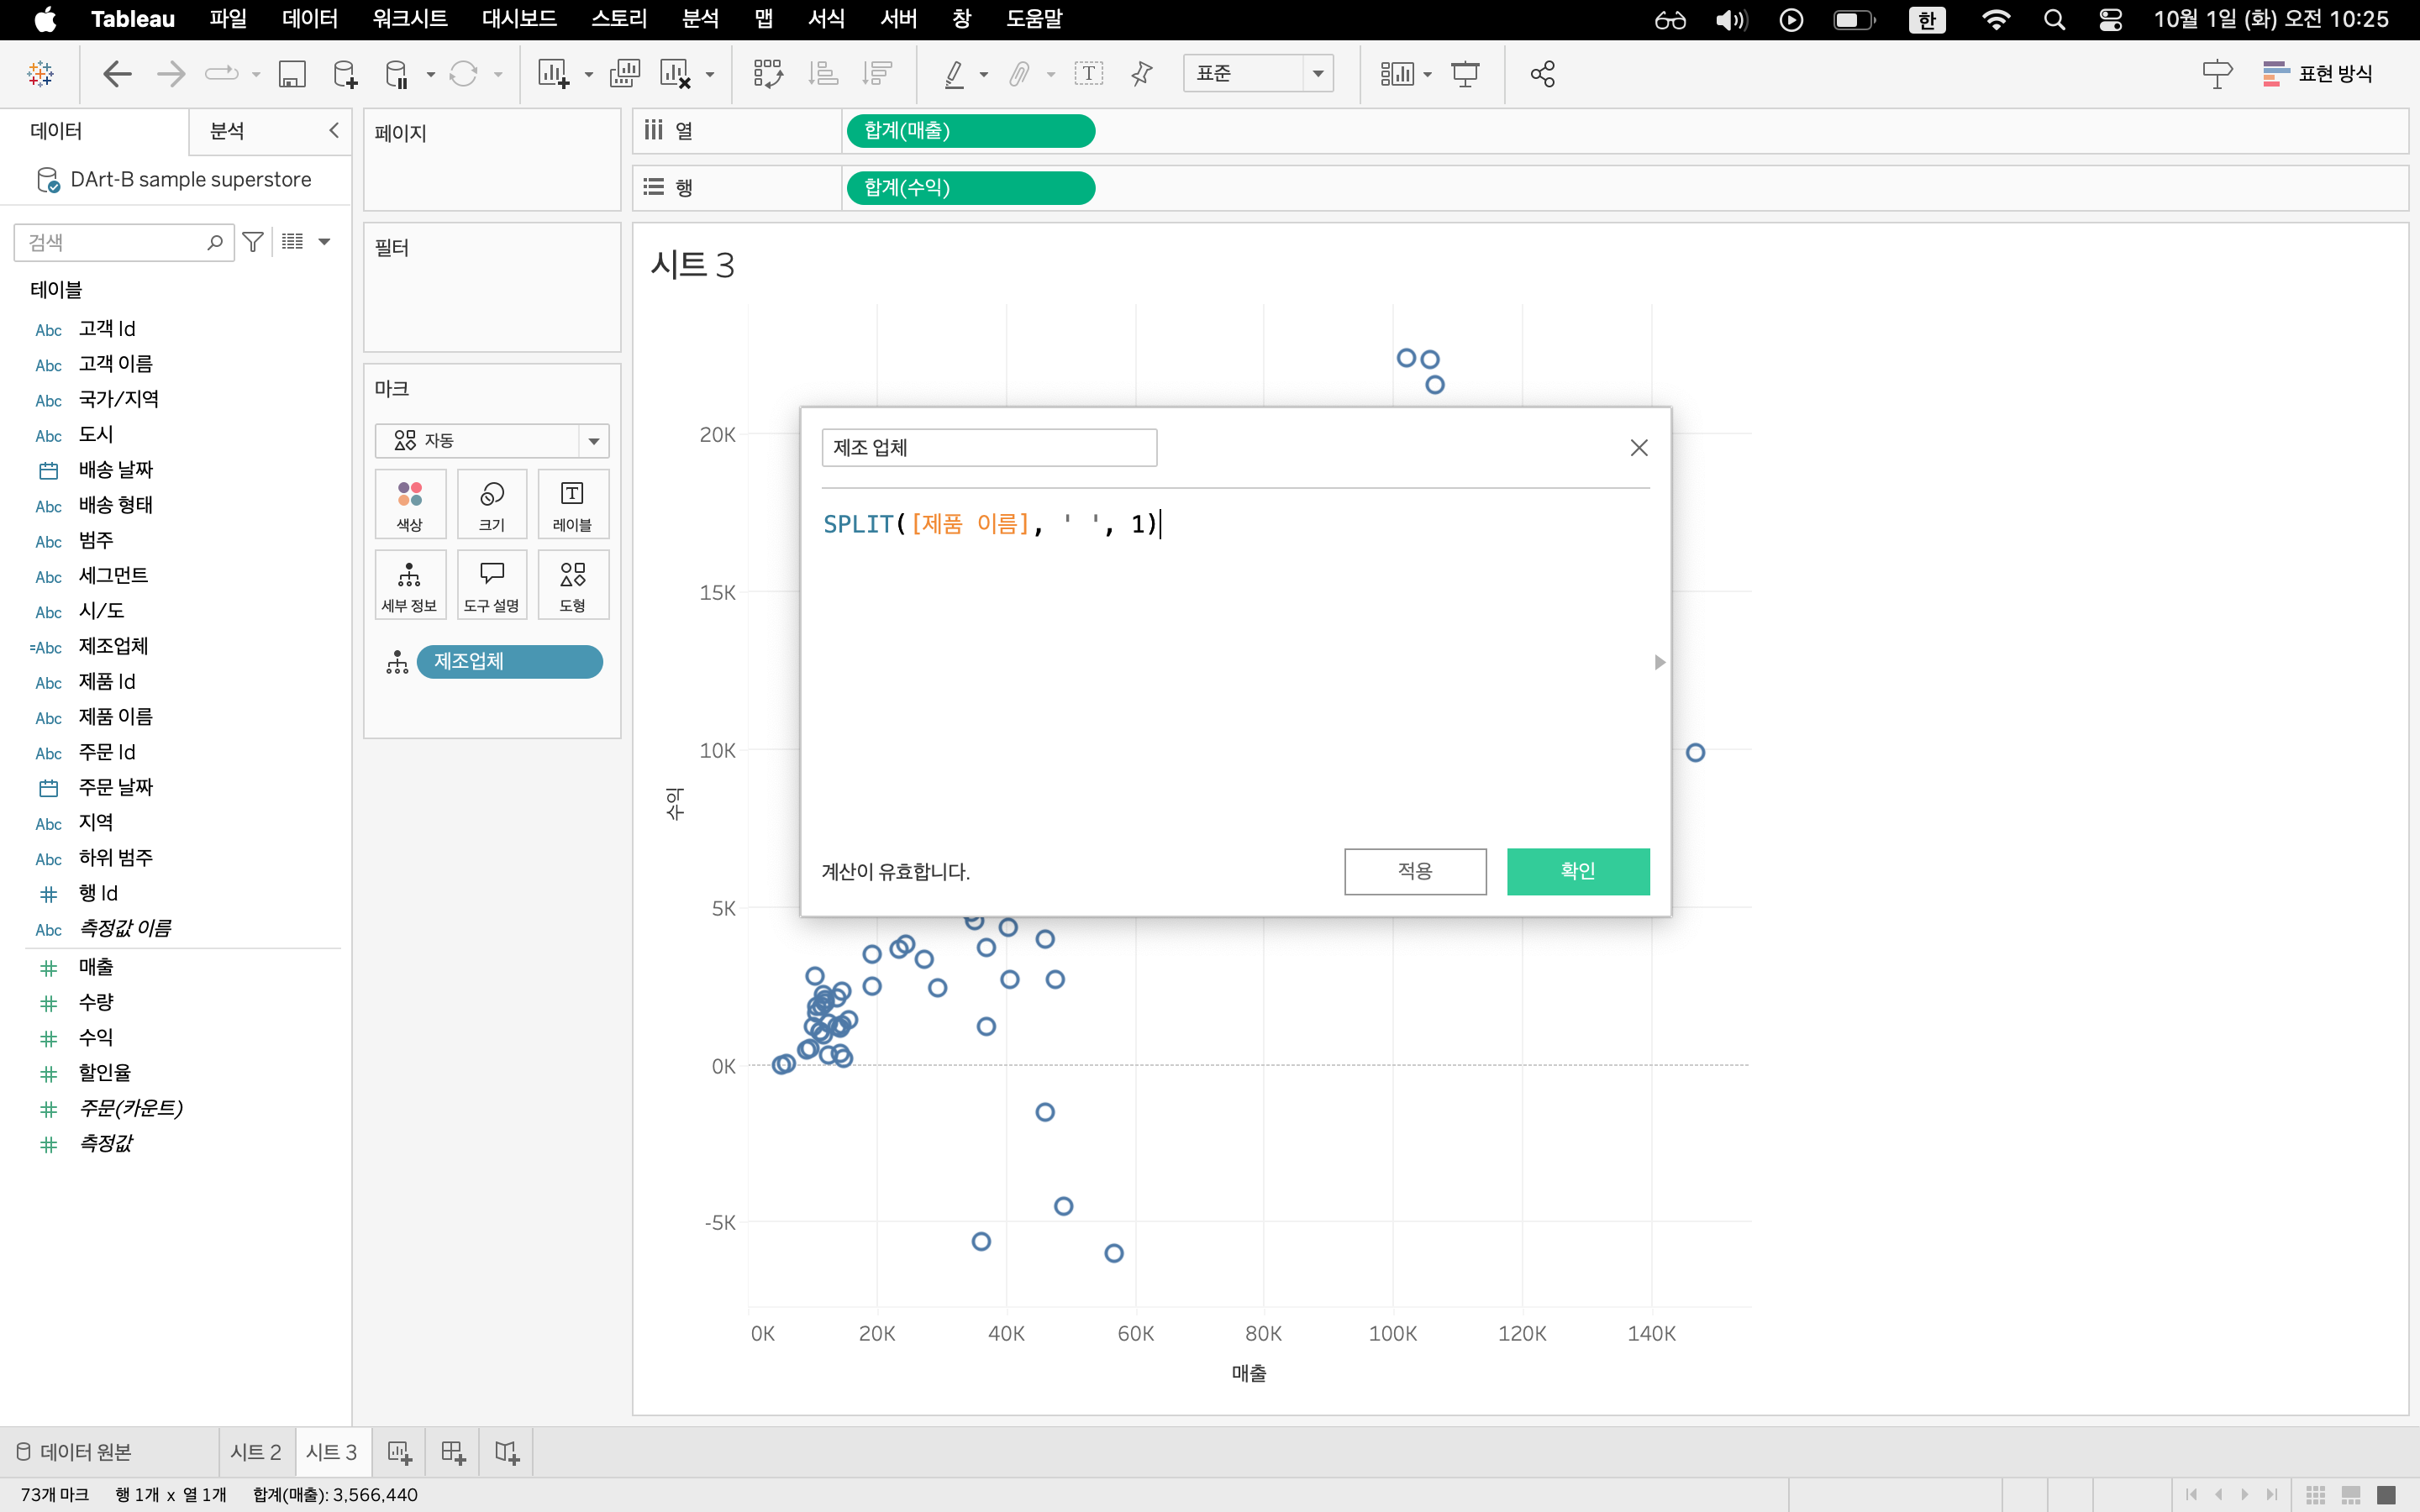 Tableau 파일 데이터 워크시트 대시보드 스토리 분석 맵 서식 서버 창 도움말 한 10월 1일 (화) 오전 10:25
표준 표현 방식
데이터 분석
DArt-B sample superstore
검색
테이블
Abc 고객 Id
Abc 고객 이름
Abc 국가/지역
Abc 도시
배송 날짜
Abc 배송 형태
Abc 범주
Abc 세그먼트
Abc 시/도
=Abc 제조업체
Abc 제품 Id
Abc 제품 이름
Abc 주문 Id
주문 날짜
Abc 지역
Abc 하위 범주
# 행 Id
Abc 측정값 이름
# 매출
# 수량
# 수익
# 할인율
# 주문(카운트)
# 측정값
페이지
필터
마크
자동
색상 크기 레이블
세부 정보 도구 설명 도형
제조업체
열 합계(매출)
행 합계(수익)
시트 3
제조 업체
SPLIT([제품 이름], ' ', 1)
계산이 유효합니다.
적용 확인
20K
15K
10K
5K
0K
-5K
수익
0K 20K 40K 60K 80K 100K 120K 140K
매출
데이터 원본 시트 2 시트 3
73개 마크 행 1개 x 열 1개 합계(매출): 3,566,440